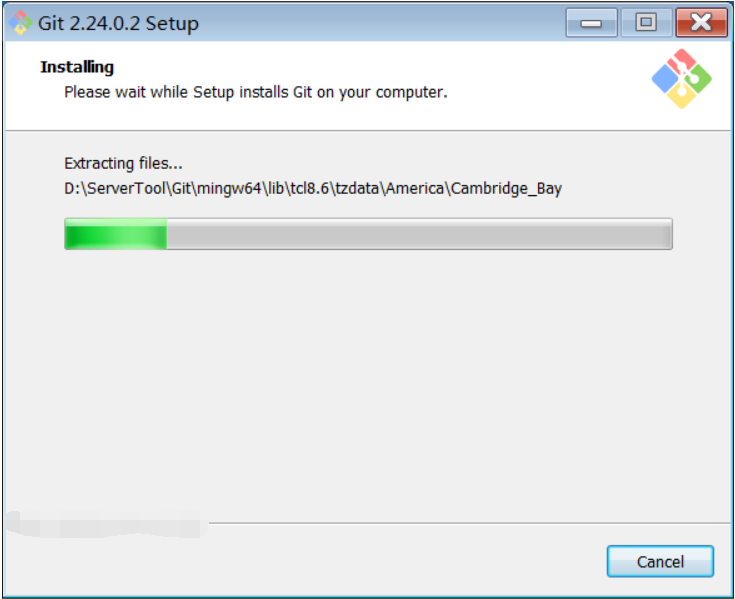 Git 2.24.0.2 Setup
Installing
Please wait while Setup installs Git on your computer.
Extracting files...
D:\ServerTool\Git\mingw64\lib\tcl8.6\tzdata\America\Cambridge_Bay
Cancel